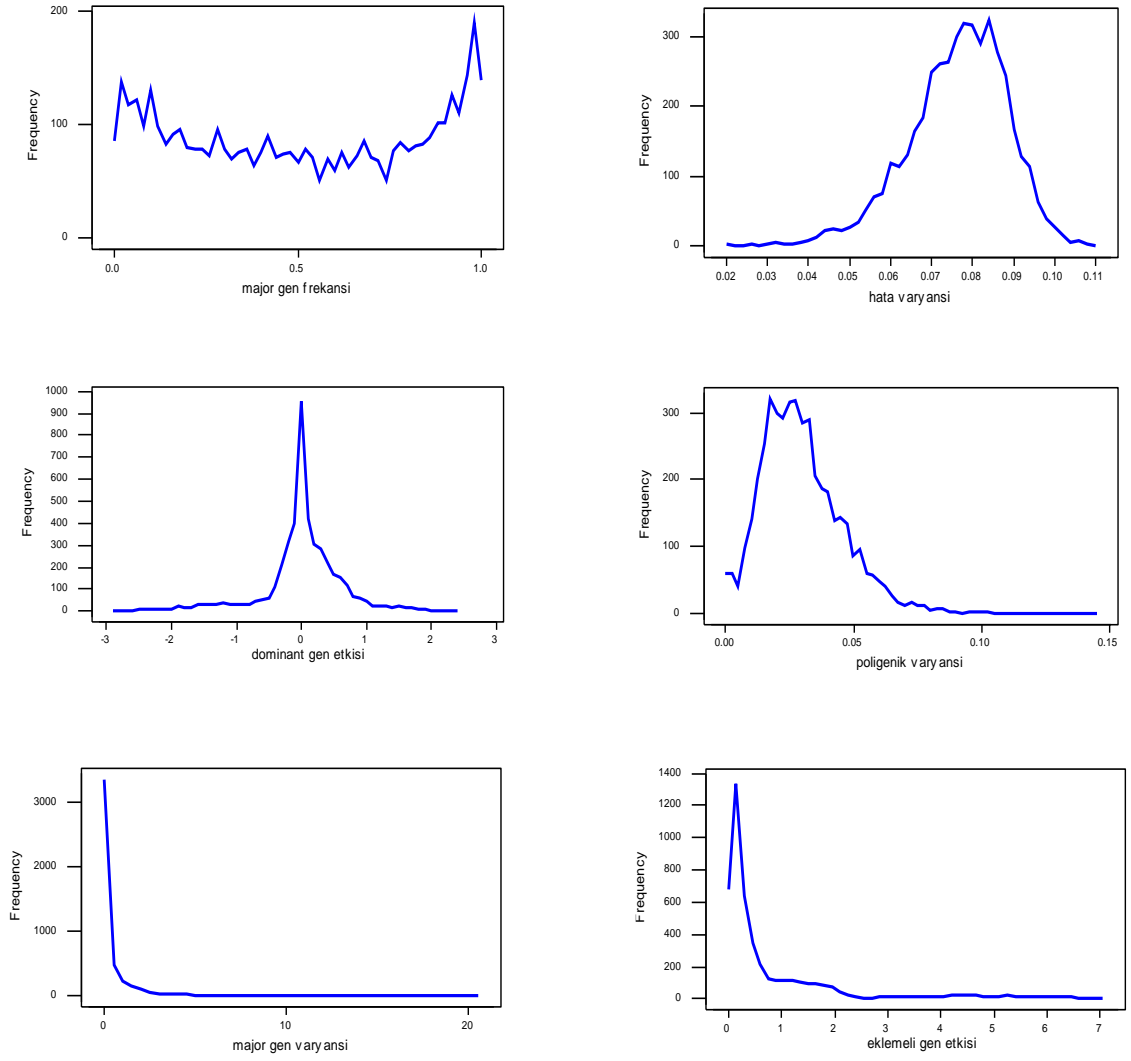 200
100
0
Frequency
0.0 0.5 1.0
major gen frekansi
300
200
100
0
Frequency
0.02 0.03 0.04 0.05 0.06 0.07 0.08 0.09 0.10 0.11
hata varyansi
1000
900
800
700
600
500
400
300
200
100
0
Frequency
-3 -2 -1 0 1 2 3
dominant gen etkisi
300
200
100
0
Frequency
0.00 0.05 0.10 0.15
poligenik varyansi
3000
2000
1000
0
Frequency
0 10 20
major gen varyansi
1400
1200
1000
800
600
400
200
0
Frequency
0 1 2 3 4 5 6 7
eklemeli gen etkisi